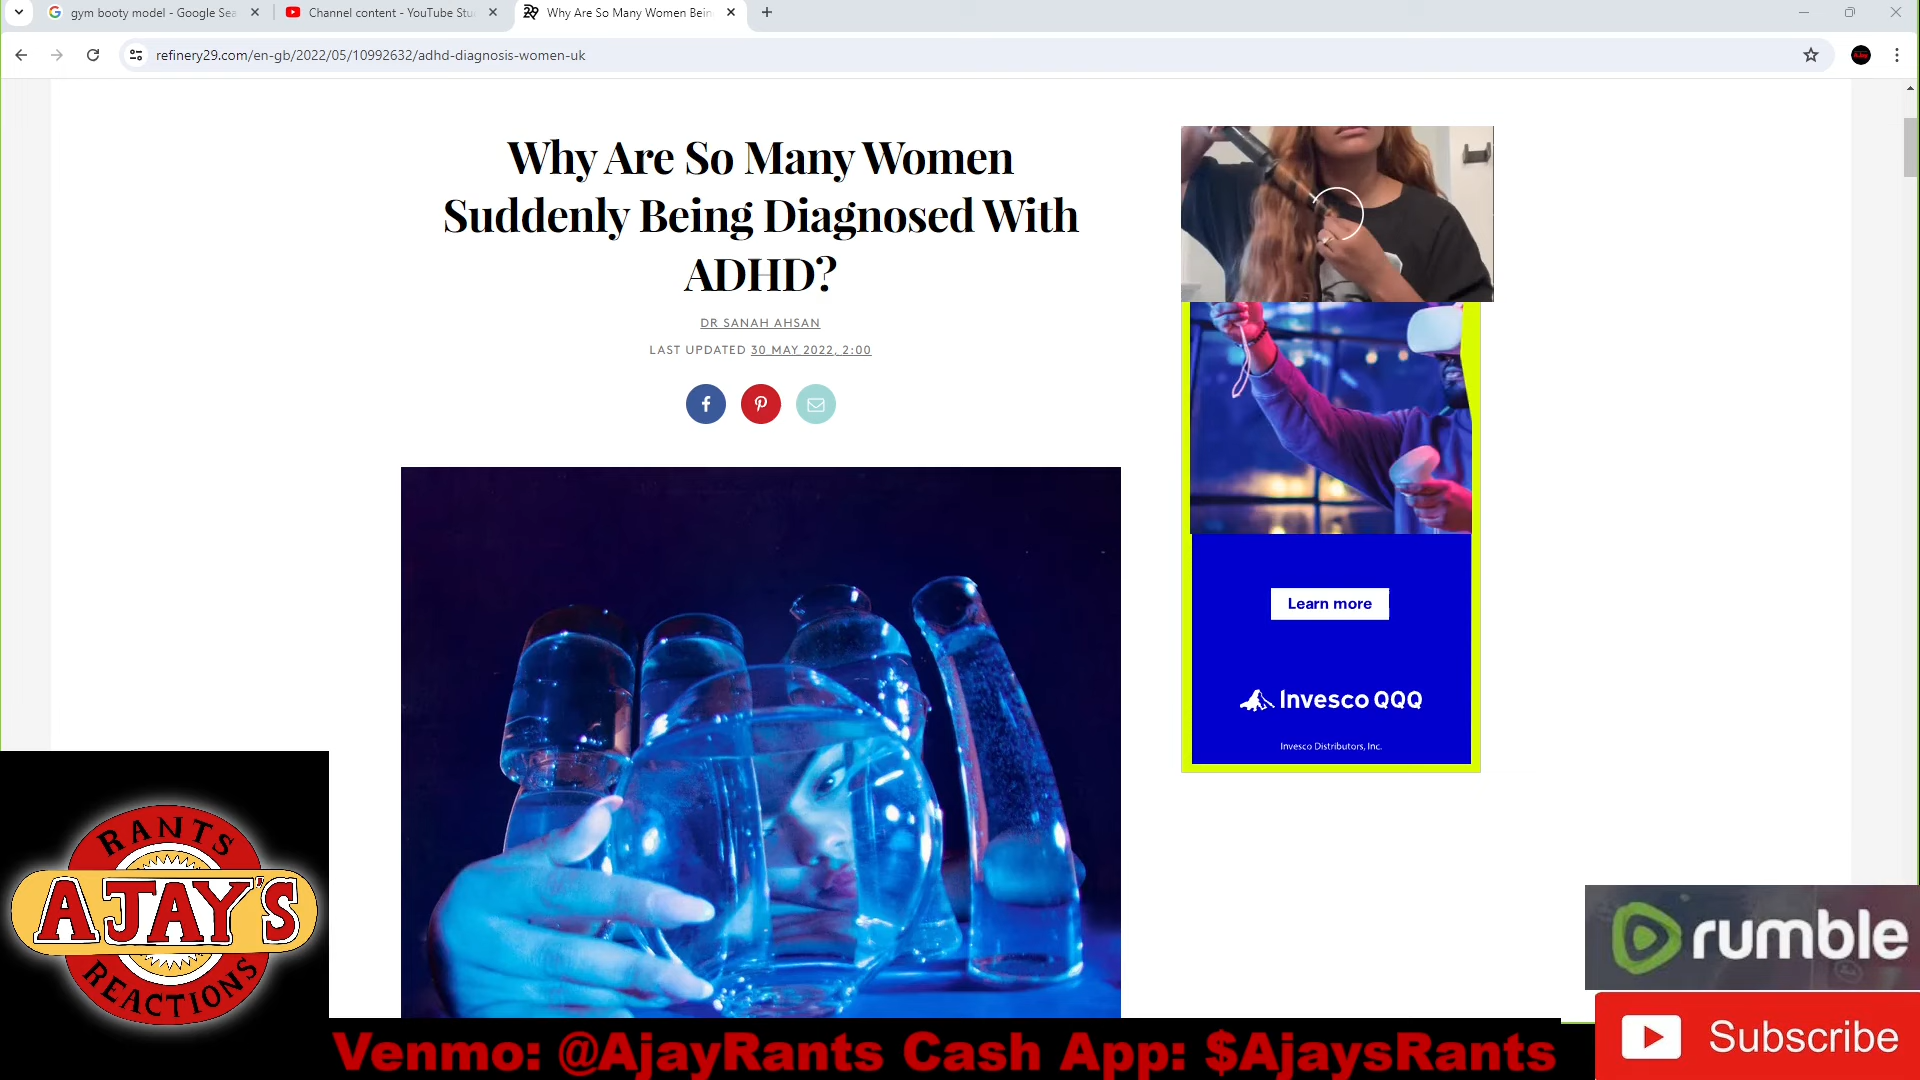 gym booty model - Google Sea
Channel content - YouTube Stu
Why Are So Many Women Bein
refinery29.com/en-gb/2022/05/10992632/adhd-diagnosis-women-uk
Why Are So Many Women
Suddenly Being Diagnosed With
ADHD?
DR SANAH AHSAN
LAST UPDATED 30 MAY 2022, 2:00
Learn more
Invesco QQQ
Invesco Distributors, Inc.
RANTS
AJAY'S
REACTIONS
rumble
Subscribe
Venmo: @AjayRants Cash App: $AjaysRants